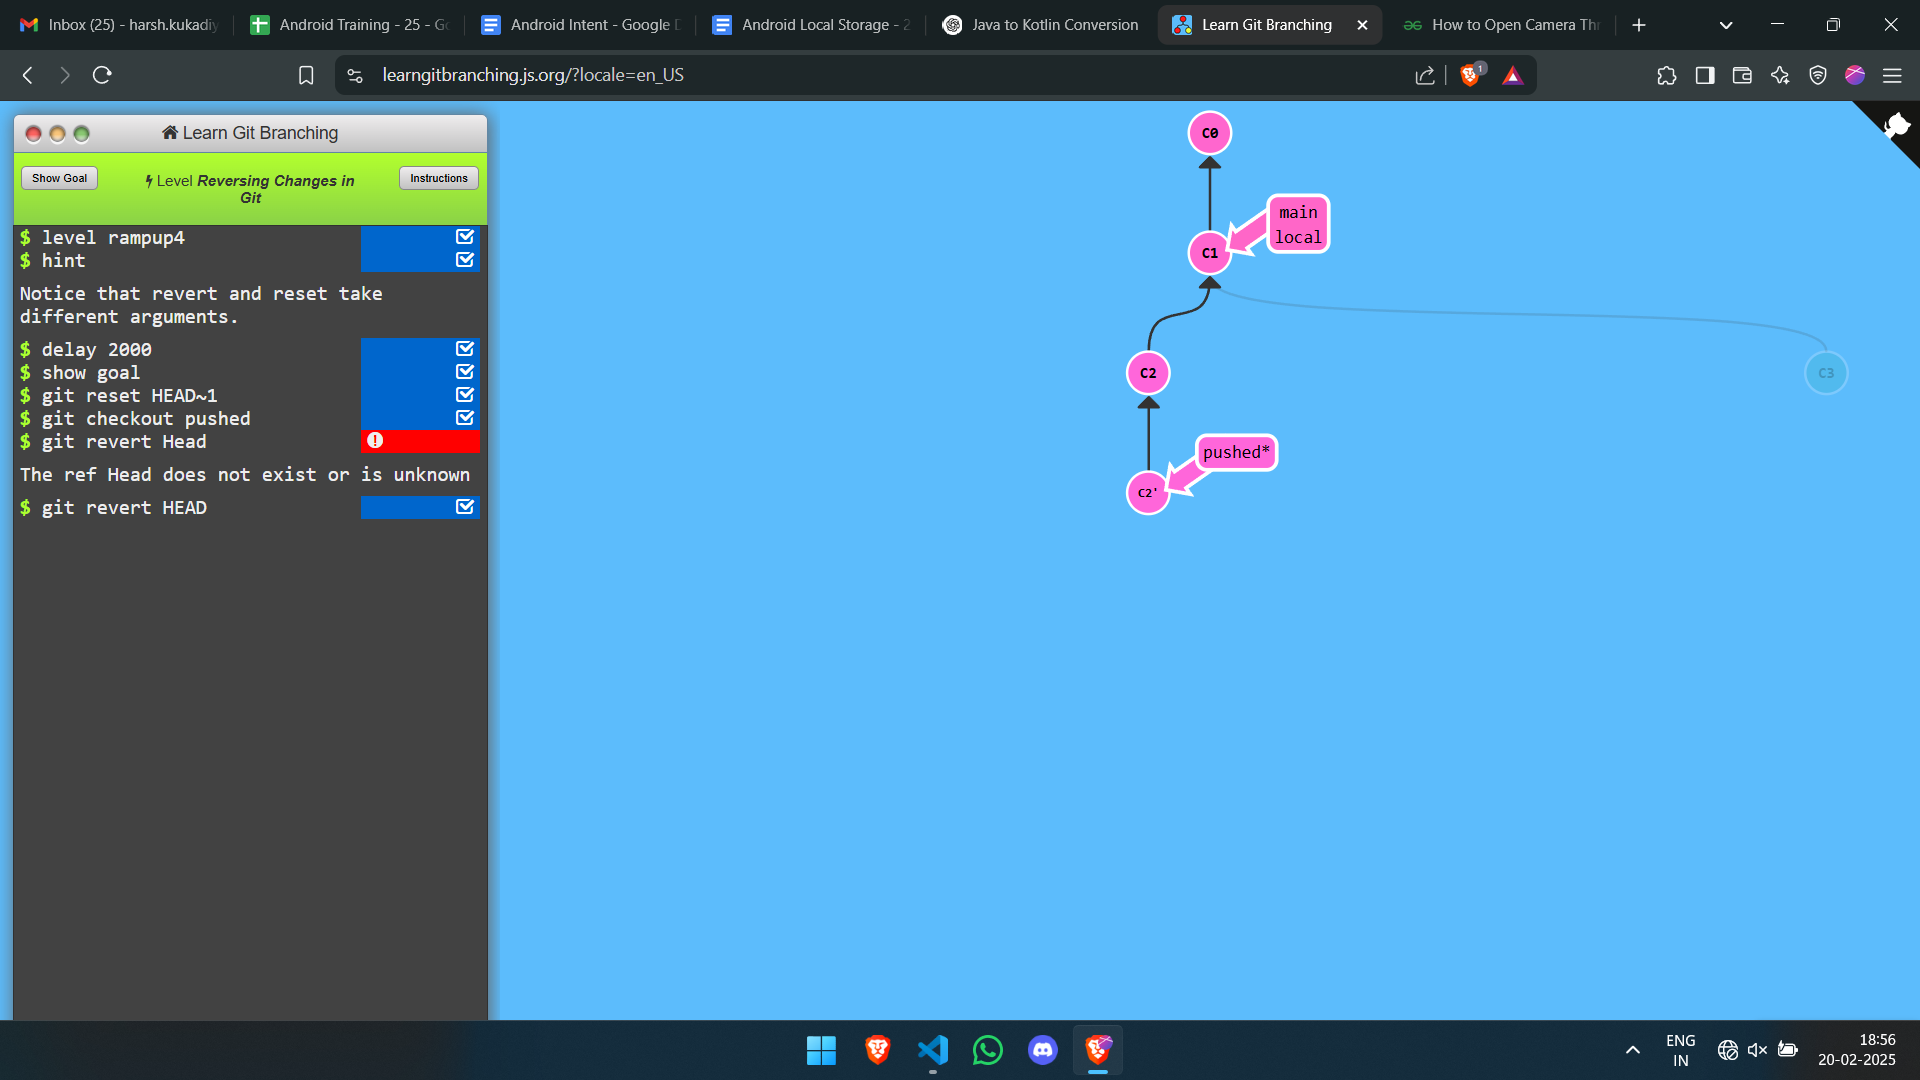 Inbox (25) - harsh.kukadiy
Android Training - 25 - Go
Android Intent - Google D
Android Local Storage - 2
Java to Kotlin Conversion
Learn Git Branching
How to Open Camera Thr
learngitbranching.js.org/?locale=en_US
1
Learn Git Branching
Show Goal
Level Reversing Changes in
Git
Instructions
$ level rampup4
$ hint
Notice that revert and reset take
different arguments.
$ delay 2000
$ show goal
$ git reset HEAD~1
$ git checkout pushed
$ git revert Head
The ref Head does not exist or is unknown
$ git revert HEAD
C0
main
local
C1
C2
C3
pushed*
C2'
ENG
IN
18:56
20-02-2025